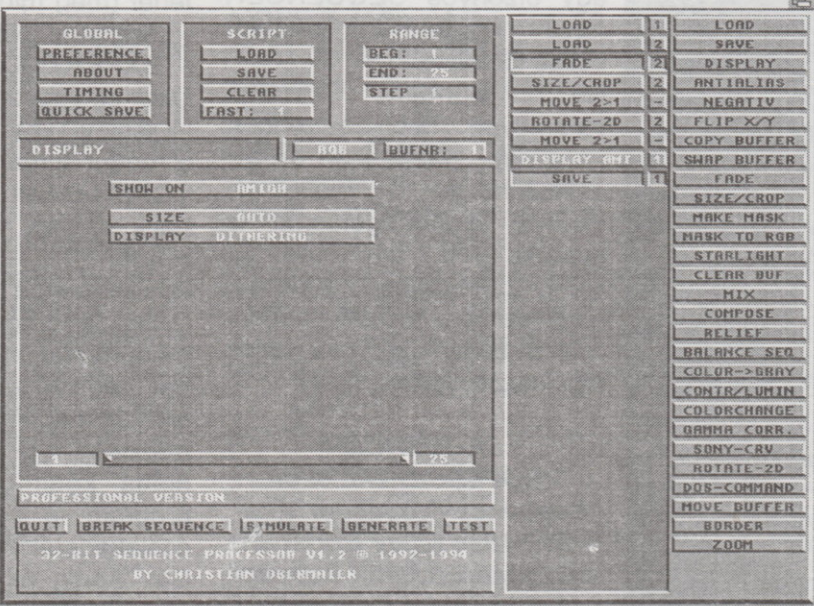 GLOBAL
PREFERENCE
ABOUT
TIMING
QUICK SAVE
SCRIPT
LOAD
SAVE
CLEAR
FAST: 1
RANGE
BEG: 1
END: 25
STEP 1
DISPLAY
RGB
BUFNR: 1
SHOW ON AMIGA
SIZE AUTO
DISPLAY DITHERING
1
25
PROFESSIONAL VERSION
QUIT
BREAK SEQUENCE
SIMULATE
GENERATE
TEST
32-BIT SEQUENCE PROCESSOR V1.2 © 1992-1994
BY CHRISTIAN OBERMAIER
LOAD 1
LOAD 2
FADE 2
SIZE/CROP 2
MOVE 2>1 -
ROTATE-2D 2
MOVE 2>1 -
DISPLAY AMI 1
SAVE 1
LOAD
SAVE
DISPLAY
ANTIALIAS
NEGATIV
FLIP X/Y
COPY BUFFER
SWAP BUFFER
FADE
SIZE/CROP
MAKE MASK
MASK TO RGB
STARLIGHT
CLEAR BUF
MIX
COMPOSE
RELIEF
BALANCE SEQ
COLOR->GRAY
CONTR/LUMIN
COLORCHANGE
GAMMA CORR.
SONY-CRV
ROTATE-2D
DOS-COMMAND
MOVE BUFFER
BORDER
ZOOM